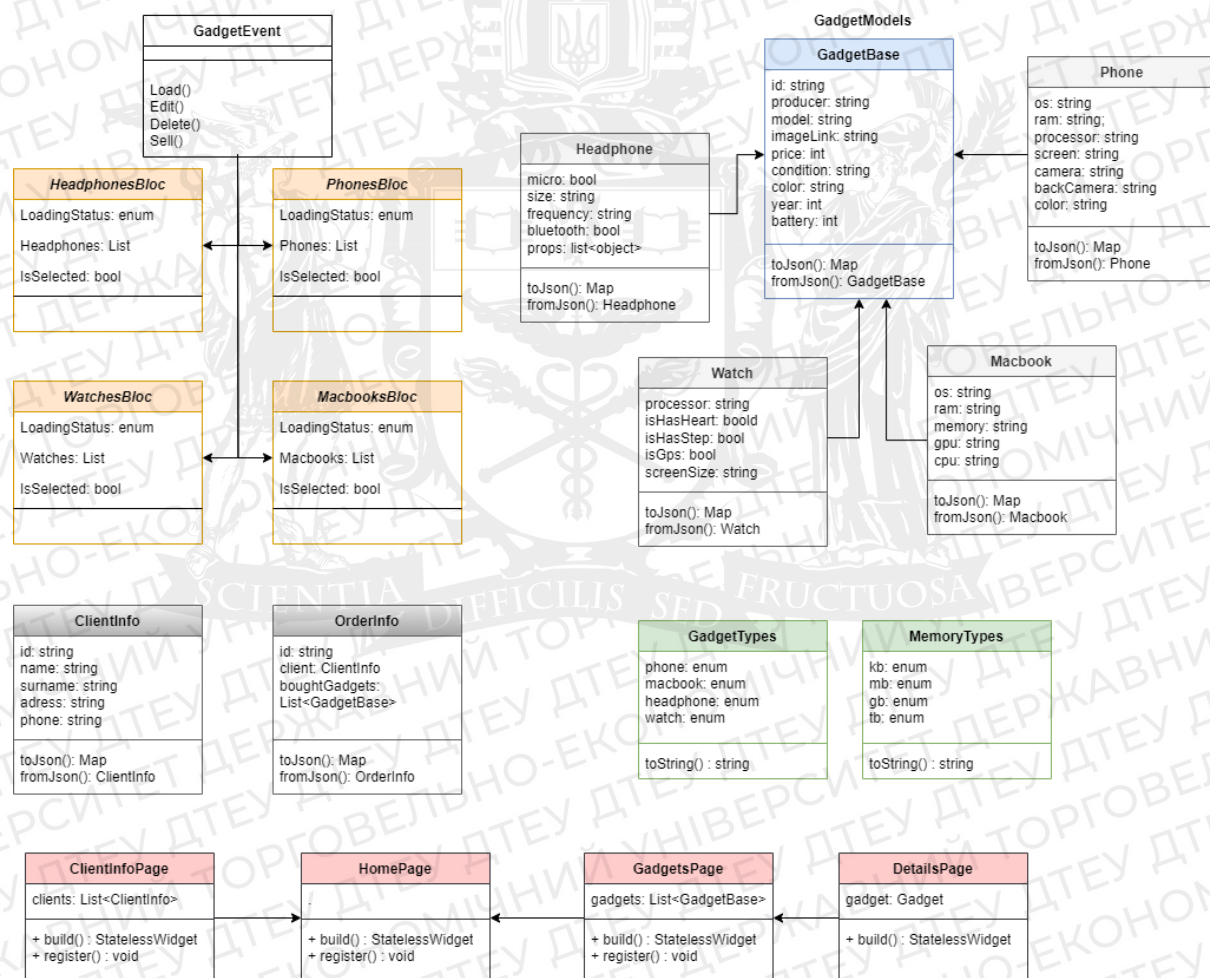 GadgetEvent
Load()
Edit()
Delete()
Sell()
HeadphonesBloc
LoadingStatus: enum
Headphones: List
IsSelected: bool
PhonesBloc
LoadingStatus: enum
Phones: List
IsSelected: bool
WatchesBloc
LoadingStatus: enum
Watches: List
IsSelected: bool
MacbooksBloc
LoadingStatus: enum
Macbooks: List
IsSelected: bool
GadgetModels
GadgetBase
id: string
producer: string
model: string
imageLink: string
price: int
condition: string
color: string
year: int
battery: int
toJson(): Map
fromJson(): GadgetBase
Headphone
micro: bool
size: string
frequency: string
bluetooth: bool
props: list<object>
toJson(): Map
fromJson(): Headphone
Phone
os: string
ram: string;
processor: string
screen: string
camera: string
backCamera: string
color: string
toJson(): Map
fromJson(): Phone
Watch
processor: string
isHasHeart: boold
isHasStep: bool
isGps: bool
screenSize: string
toJson(): Map
fromJson(): Watch
Macbook
os: string
ram: string
memory: string
gpu: string
cpu: string
toJson(): Map
fromJson(): Macbook
SCIENTIA DIFFICILIS SED FRUCTUOSA
ClientInfo
id: string
name: string
surname: string
adress: string
phone: string
toJson(): Map
fromJson(): ClientInfo
OrderInfo
id: string
client: ClientInfo
boughtGadgets:
List<GadgetBase>
toJson(): Map
fromJson(): OrderInfo
GadgetTypes
phone: enum
macbook: enum
headphone: enum
watch: enum
toString() : string
MemoryTypes
kb: enum
mb: enum
gb: enum
tb: enum
toString() : string
ClientInfoPage
clients: List<ClientInfo>
+ build() : StatelessWidget
+ register() : void
HomePage
.
+ build() : StatelessWidget
+ register() : void
GadgetsPage
gadgets: List<GadgetBase>
+ build() : StatelessWidget
+ register() : void
DetailsPage
gadget: Gadget
+ build() : StatelessWidget